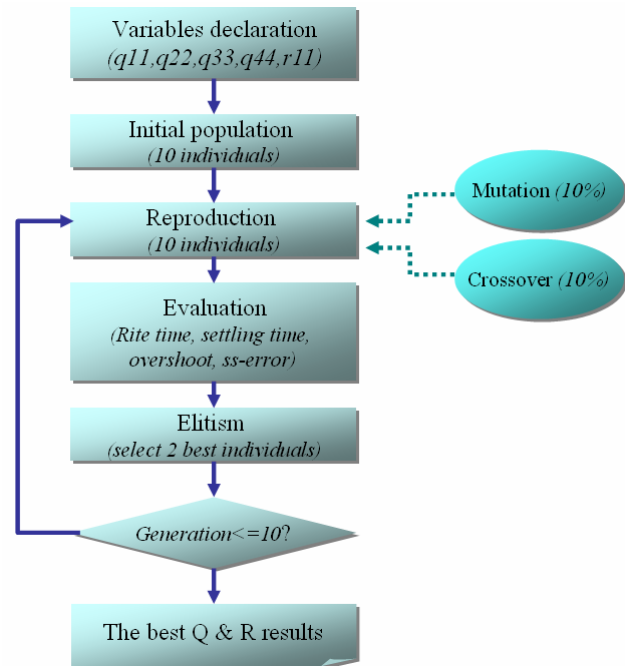 Variables declaration
(q11,q22,q33,q44,r11)
Initial population
(10 individuals)
Reproduction
(10 individuals)
Mutation (10%)
Crossover (10%)
Evaluation
(Rite time, settling time,
overshoot, ss-error)
Elitism
(select 2 best individuals)
Generation<=10?
The best Q & R results